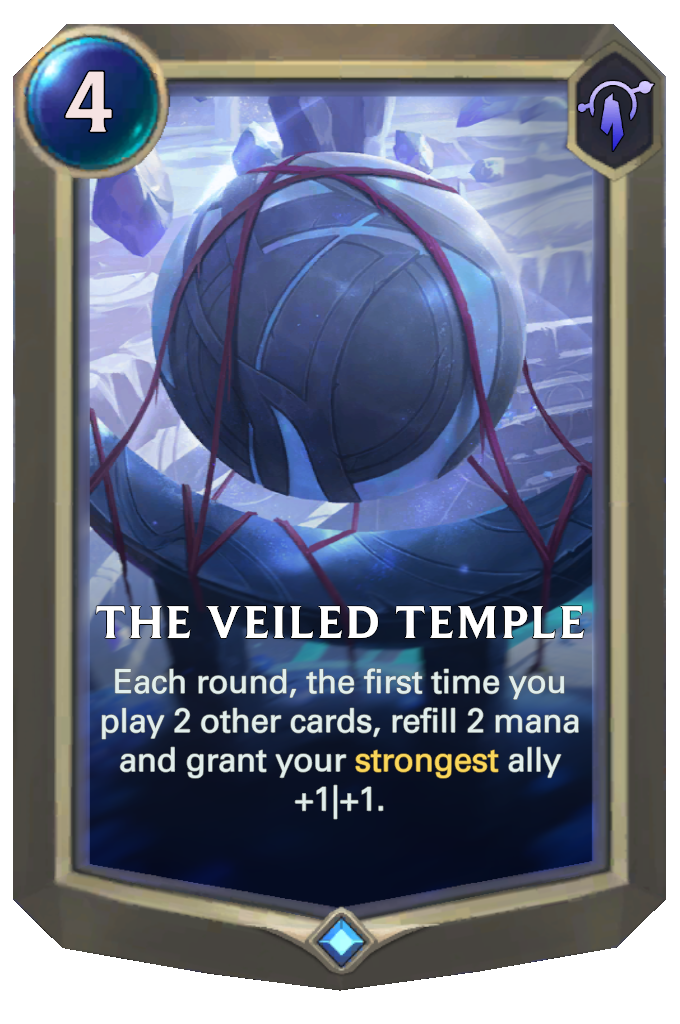 4
THE VEILED TEMPLE
Each round, the first time you
play 2 other cards, refill 2 mana
and grant your strongest ally
+1|+1.